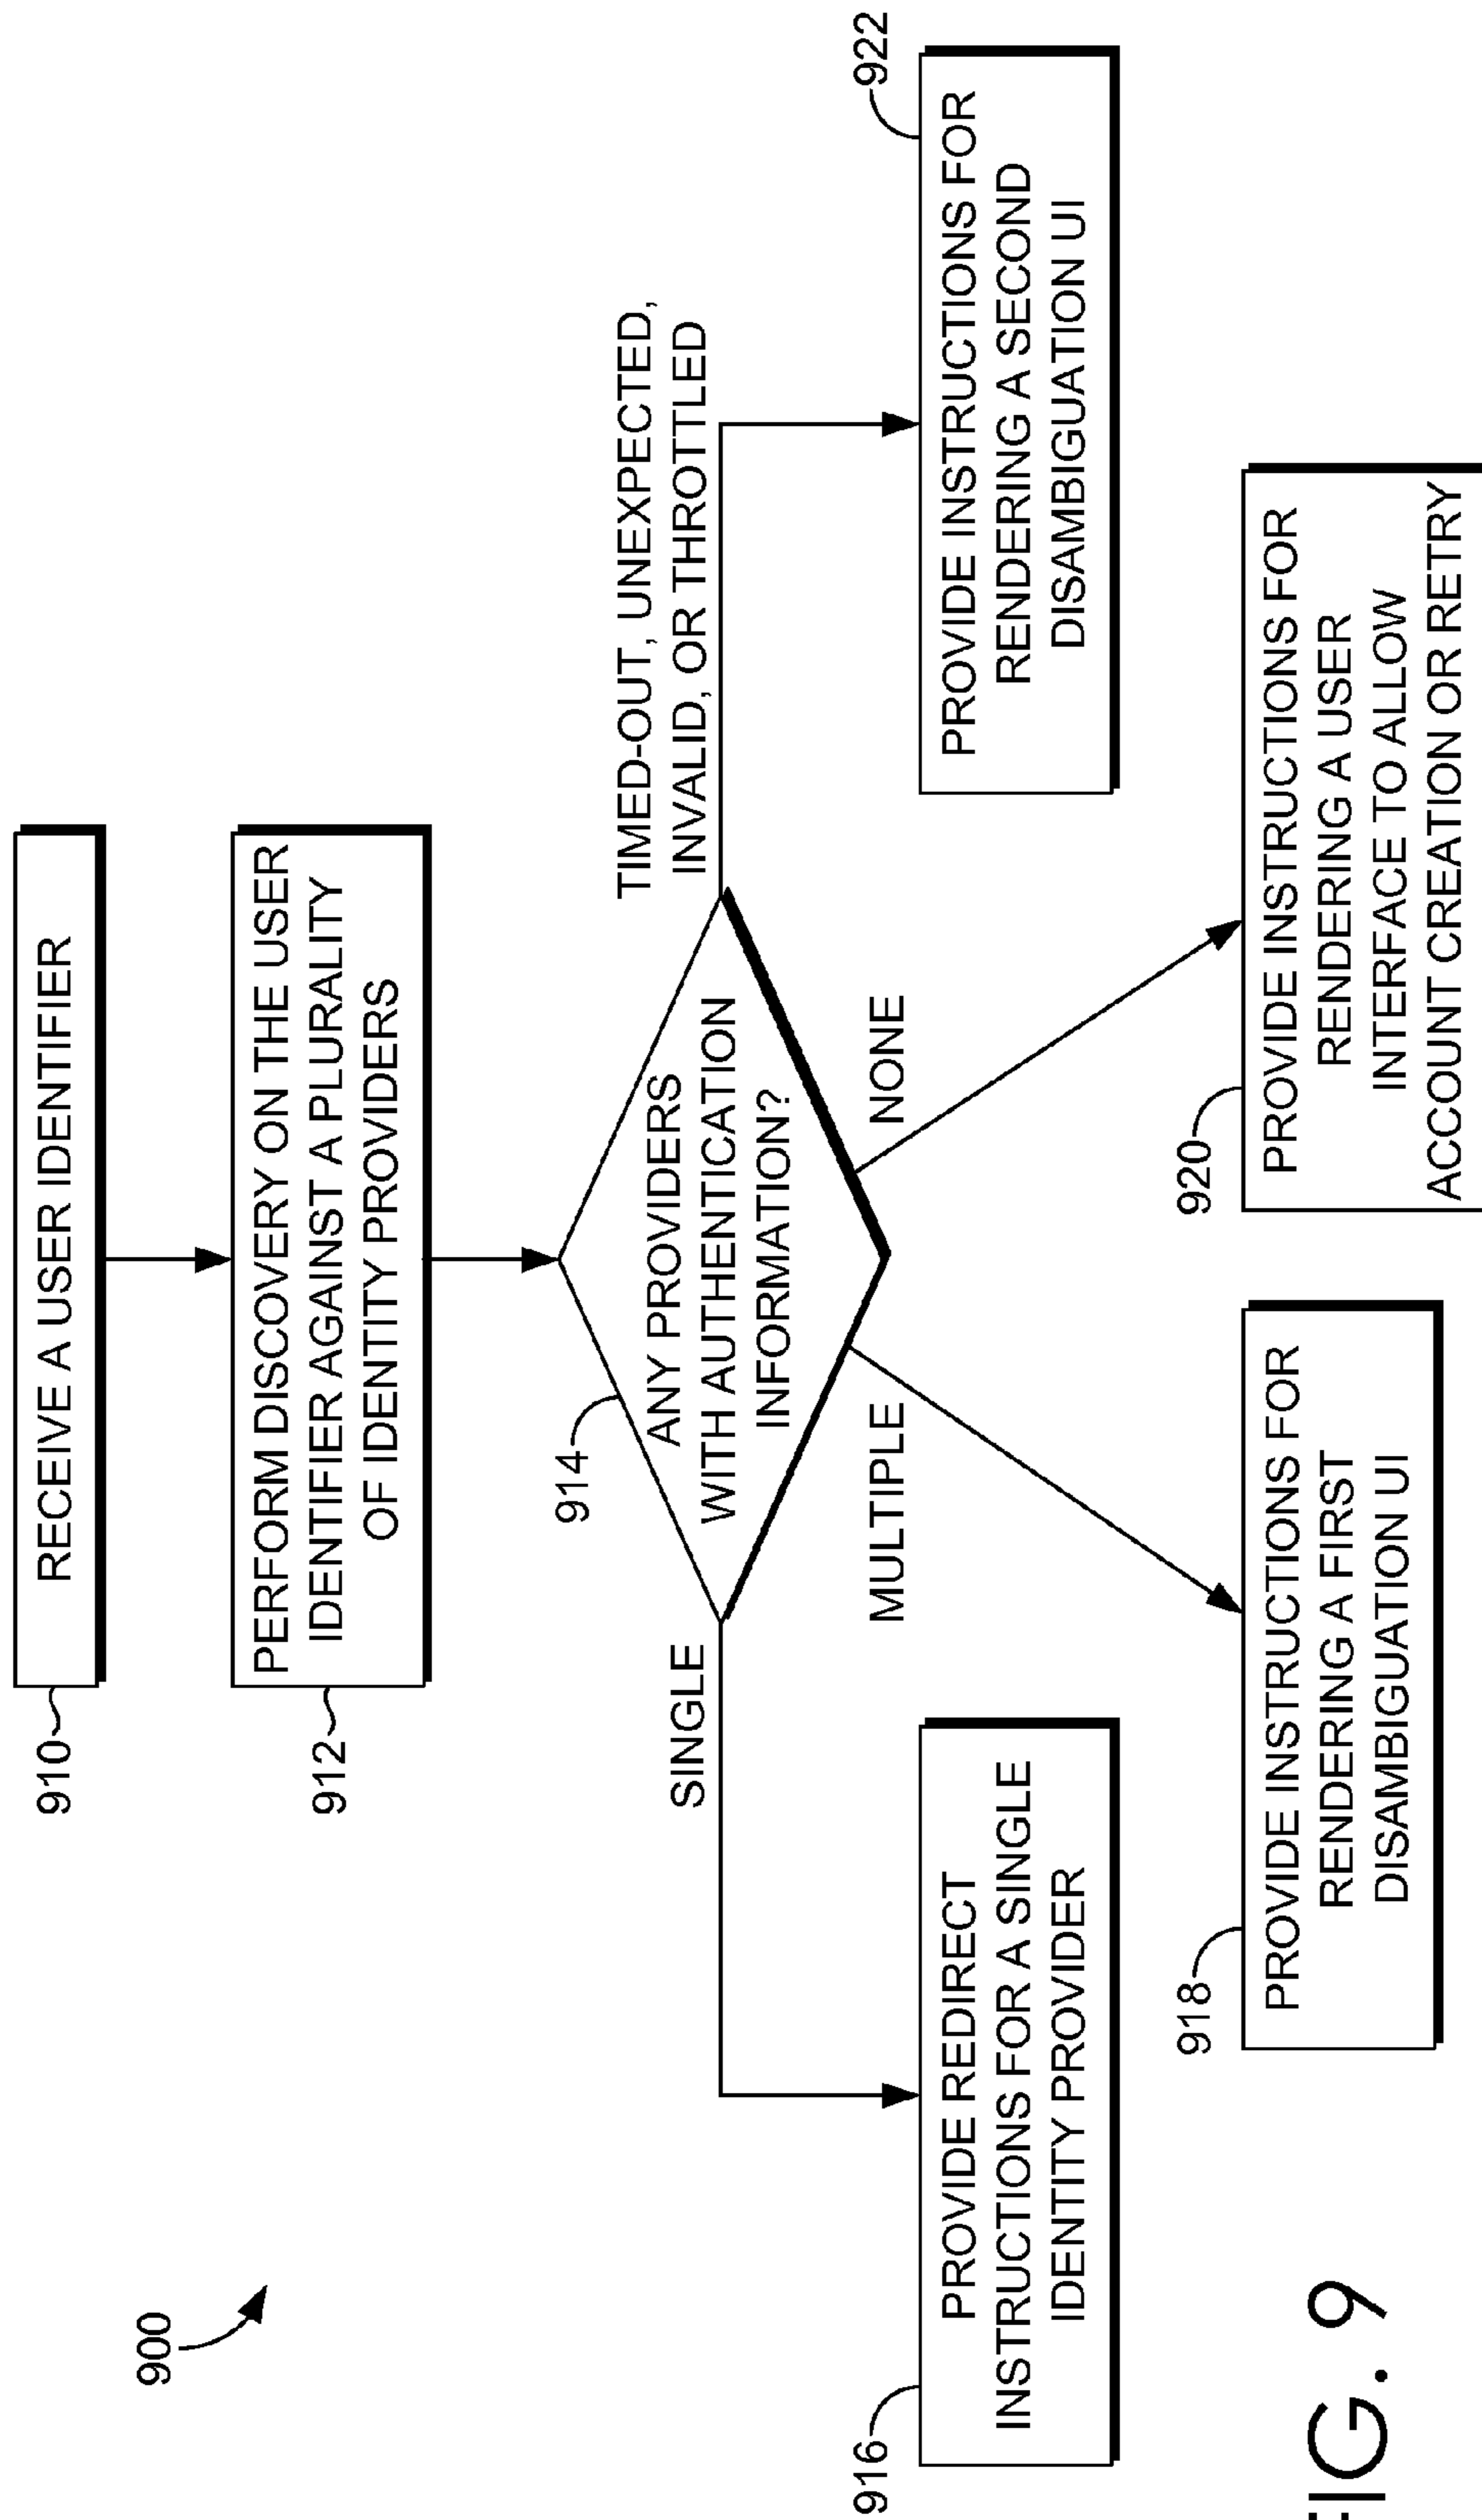 900
910
RECEIVE A USER IDENTIFIER
912
PERFORM DISCOVERY ON THE USER
IDENTIFIER AGAINST A PLURALITY
OF IDENTITY PROVIDERS
914
ANY PROVIDERS
WITH AUTHENTICATION
INFORMATION?
SINGLE
TIMED-OUT, UNEXPECTED,
INVALID, OR THROTTLED
MULTIPLE
NONE
916
PROVIDE REDIRECT
INSTRUCTIONS FOR A SINGLE
IDENTITY PROVIDER
922
PROVIDE INSTRUCTIONS FOR
RENDERING A SECOND
DISAMBIGUATION UI
918
PROVIDE INSTRUCTIONS FOR
RENDERING A FIRST
DISAMBIGUATION UI
920
PROVIDE INSTRUCTIONS FOR
RENDERING A USER
INTERFACE TO ALLOW
ACCOUNT CREATION OR RETRY
FIG. 9